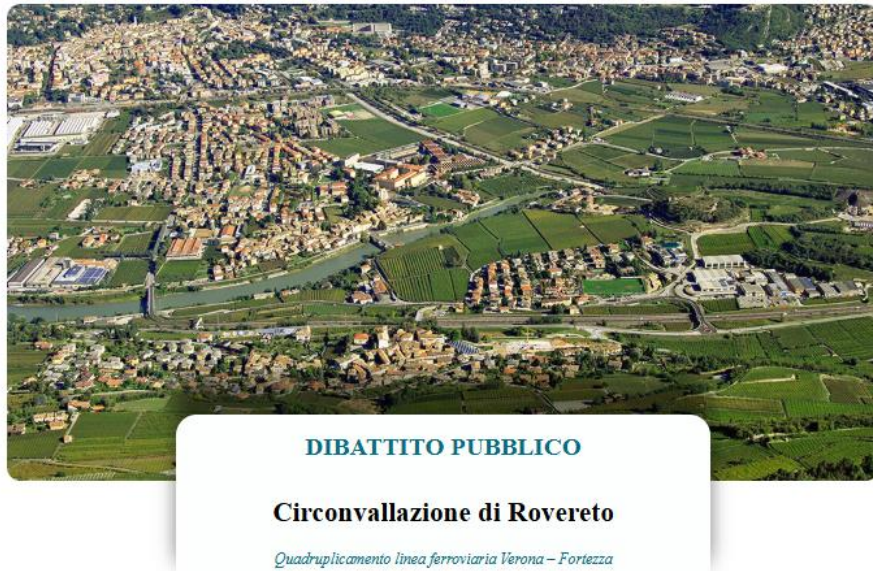 DIBATTITO PUBBLICO
Circonvallazione di Rovereto
Quadruplicamento linea ferroviaria Verona – Fortezza